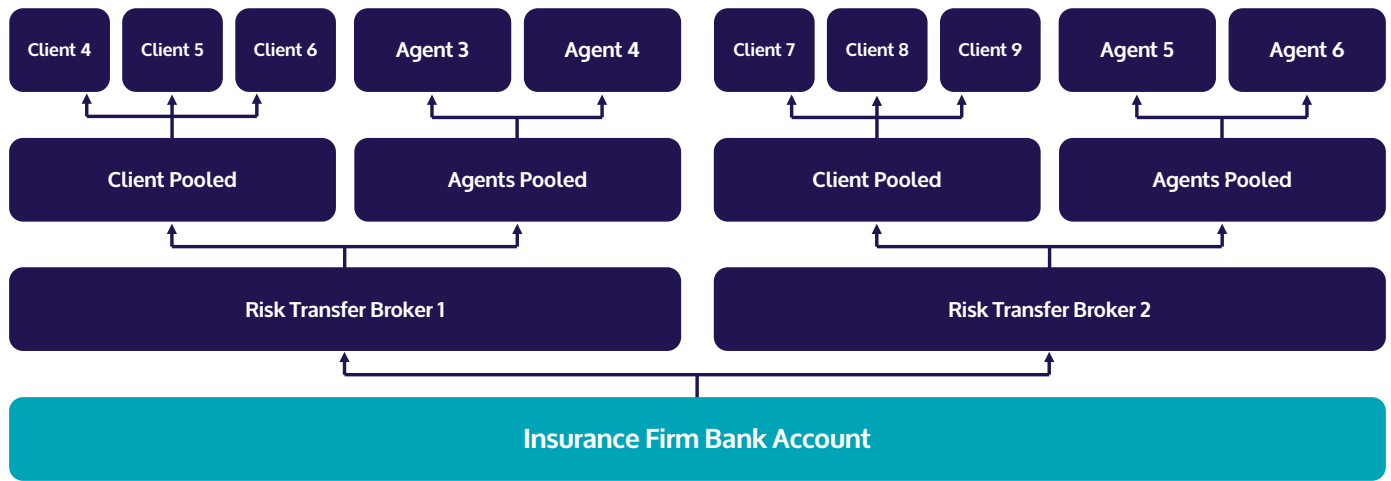 Client 4
Client 5
Client 6
Agent 3
Agent 4
Client 7
Client 8
Client 9
Agent 5
Agent 6
Client Pooled
Agents Pooled
Client Pooled
Agents Pooled
Risk Transfer Broker 1
Risk Transfer Broker 2
Insurance Firm Bank Account